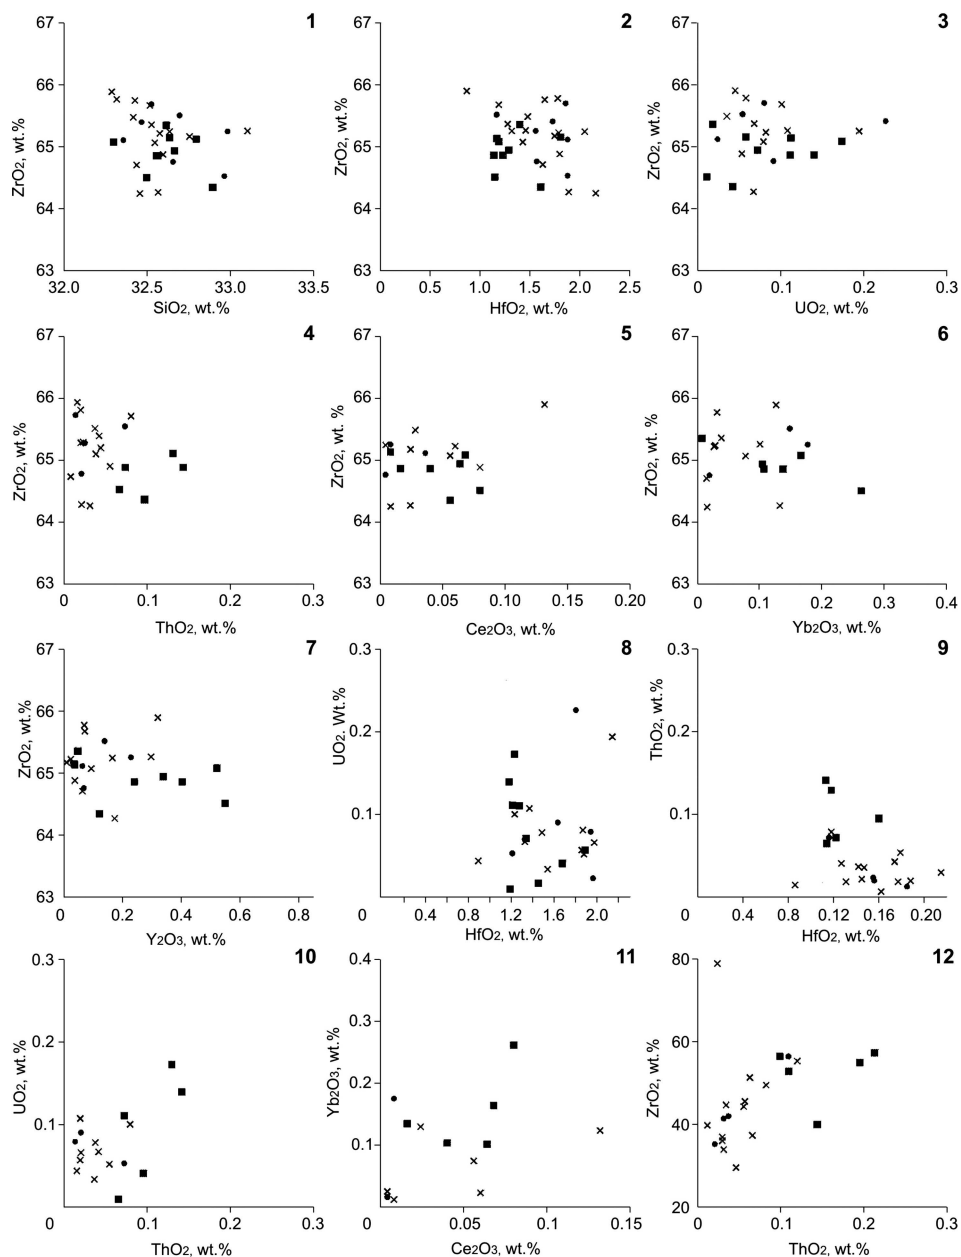 1
67
66
65
64
63
ZrO2, wt.%
32.0 32.5 33.0 33.5
SiO2, wt.%
2
67
66
65
64
63
ZrO2, wt.%
0 0.5 1.0 1.5 2.0 2.5
HfO2, wt.%
3
67
66
65
64
63
ZrO2, wt.%
0 0.1 0.2 0.3
UO2, wt.%
4
67
66
65
64
63
ZrO2, wt.%
0 0.1 0.2 0.3
ThO2, wt.%
5
67
66
65
64
63
ZrO2, wt. %
0 0.05 0.10 0.15 0.20
Ce2O3, wt.%
6
67
66
65
64
63
ZrO2, wt.%
0 0.1 0.2 0.3 0.4
Yb2O3, wt.%
7
67
66
65
64
63
ZrO2, wt.%
0 0.2 0.4 0.6 0.8
Y2O3, wt.%
8
0.3
0.2
0.1
0
UO2. Wt.%
0.4 0.8 1.2 1.6 2.0
HfO2, wt.%
9
0.3
0.2
0.1
0
ThO2, wt.%
0.4 0.8 0.12 0.16 0.20
HfO2, wt.%
10
0.3
0.2
0.1
0
UO2, wt.%
0.1 0.2 0.3
ThO2, wt.%
11
0.4
0.3
0.2
0.1
0
Yb2O3, wt.%
0.05 0.1 0.15
Ce2O3, wt.%
12
80
60
40
20
ZrO2, wt.%
0 0.1 0.2 0.3
ThO2, wt.%